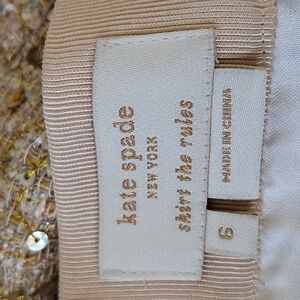 kate spade
NEW YORK
skirt the rules
MADE IN CHINA
6